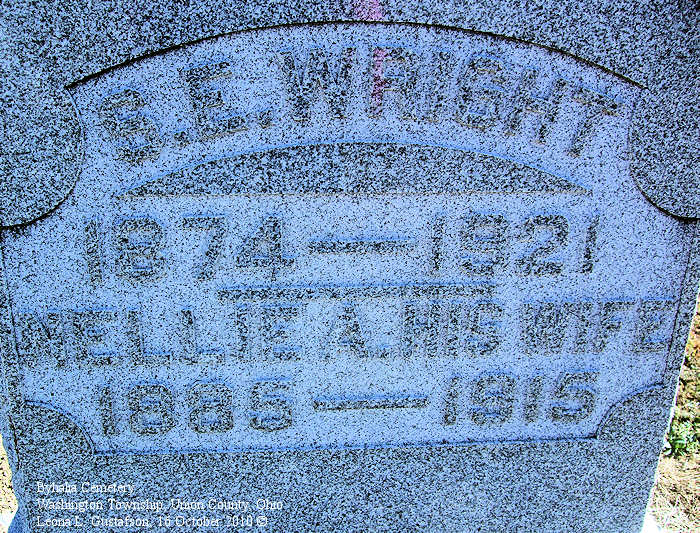 S.E. WRIGHT
1874 — 1921
NELLIE A. HIS WIFE
1885 — 1915
Byhalia Cemetery
Washington Township, Union County, Ohio
Leona L. Gustafson, 16 October 2010 ©